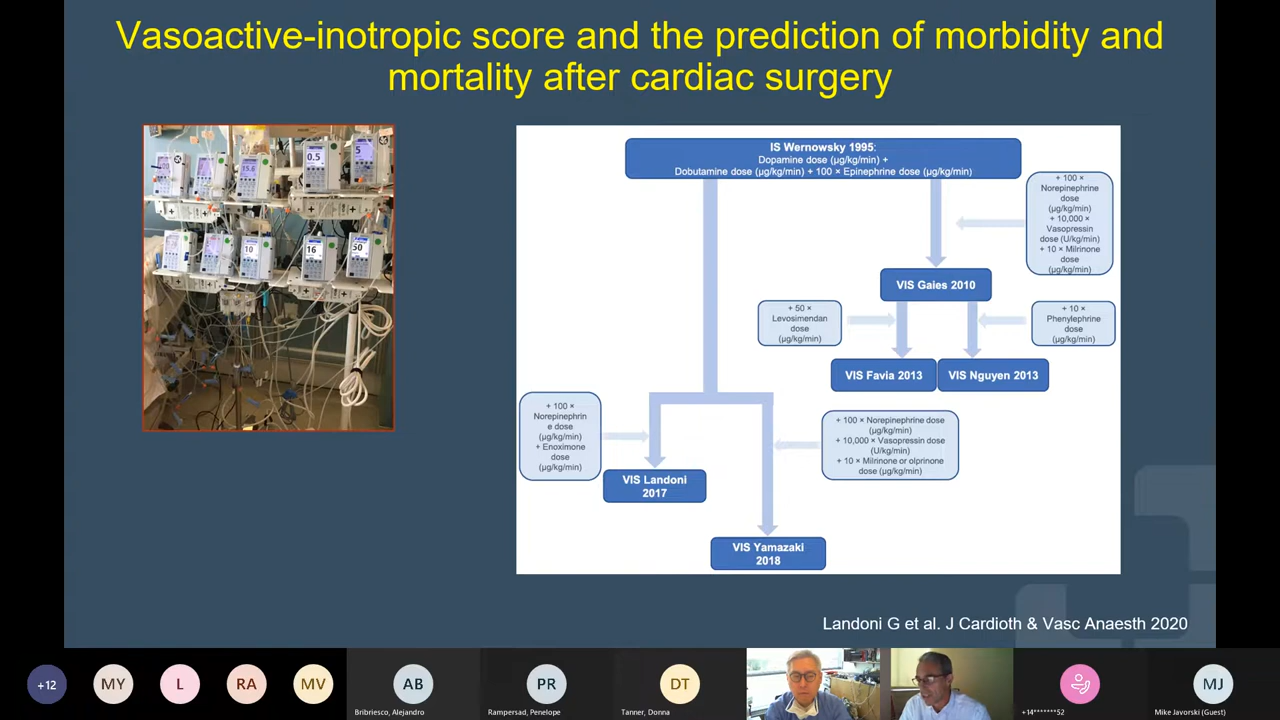 Vasoactive-inotropic score and the prediction of morbidity and
mortality after cardiac surgery
0.5
5
10
16
50
IS Wernowsky 1995:
Dopamine dose (µg/kg/min) +
Dobutamine dose (µg/kg/min) + 100 × Epinephrine dose (µg/kg/min)
+ 100 ×
Norepinephrine
dose
(µg/kg/min)
+ 10,000 ×
Vasopressin
dose (U/kg/min)
+ 10 × Milrinone
dose
(µg/kg/min)
VIS Gaies 2010
+ 50 ×
Levosimendan
dose
(µg/kg/min)
+ 10 ×
Phenylephrine
dose
(µg/kg/min)
VIS Favia 2013
VIS Nguyen 2013
+ 100 ×
Norepinephrin
e dose
(µg/kg/min)
+ Enoximone
dose
(µg/kg/min)
+ 100 × Norepinephrine dose
(µg/kg/min)
+ 10,000 × Vasopressin dose
(U/kg/min)
+ 10 × Milrinone or olprinone
dose (µg/kg/min)
VIS Landoni
2017
VIS Yamazaki
2018
Landoni G et al. J Cardioth & Vasc Anaesth 2020
+12
MY
L
RA
MV
AB
PR
DT
MJ
Bribriesco, Alejandro
Rampersad, Penelope
Tanner, Donna
+14*******52
Mike Javorski (Guest)